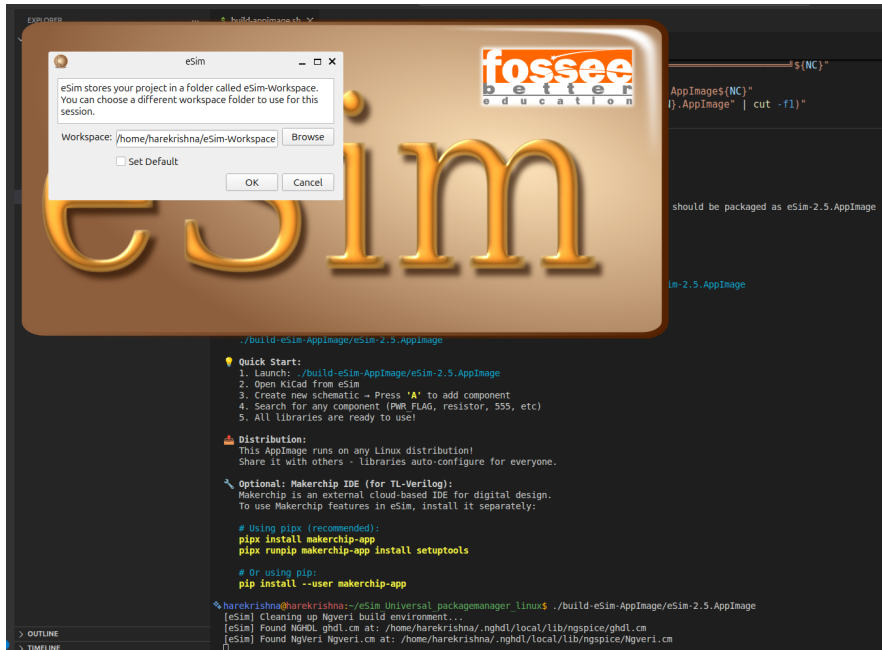 EXPLORER
$ build-appimage.sh
eSim
eSim stores your project in a folder called eSim-Workspace.
You can choose a different workspace folder to use for this
session.
Workspace: /home/harekrishna/eSim-Workspace Browse
Set Default
OK Cancel
fossee
better
education
eSim
${NC}"
AppImage${NC}"
}.AppImage" | cut -f1)"
should be packaged as eSim-2.5.AppImage
im-2.5.AppImage
./build-eSim-AppImage/eSim-2.5.AppImage
💡 Quick Start:
1. Launch: ./build-eSim-AppImage/eSim-2.5.AppImage
2. Open KiCad from eSim
3. Create new schematic → Press 'A' to add component
4. Search for any component (PWR_FLAG, resistor, 555, etc)
5. All libraries are ready to use!
📤 Distribution:
This AppImage runs on any Linux distribution!
Share it with others - libraries auto-configure for everyone.
🔧 Optional: Makerchip IDE (for TL-Verilog):
Makerchip is an external cloud-based IDE for digital design.
To use Makerchip features in eSim, install it separately:
# Using pipx (recommended):
pipx install makerchip-app
pipx runpip makerchip-app install setuptools
# Or using pip:
pip install --user makerchip-app
harekrishna@harekrishna:~/eSim_Universal_packagemanager_linux$ ./build-eSim-AppImage/eSim-2.5.AppImage
[eSim] Cleaning up Ngveri build environment...
[eSim] Found NGHDL ghdl.cm at: /home/harekrishna/.nghdl/local/lib/ngspice/ghdl.cm
[eSim] Found NgVeri Ngveri.cm at: /home/harekrishna/.nghdl/local/lib/ngspice/Ngveri.cm
> OUTLINE
> TIMELINE